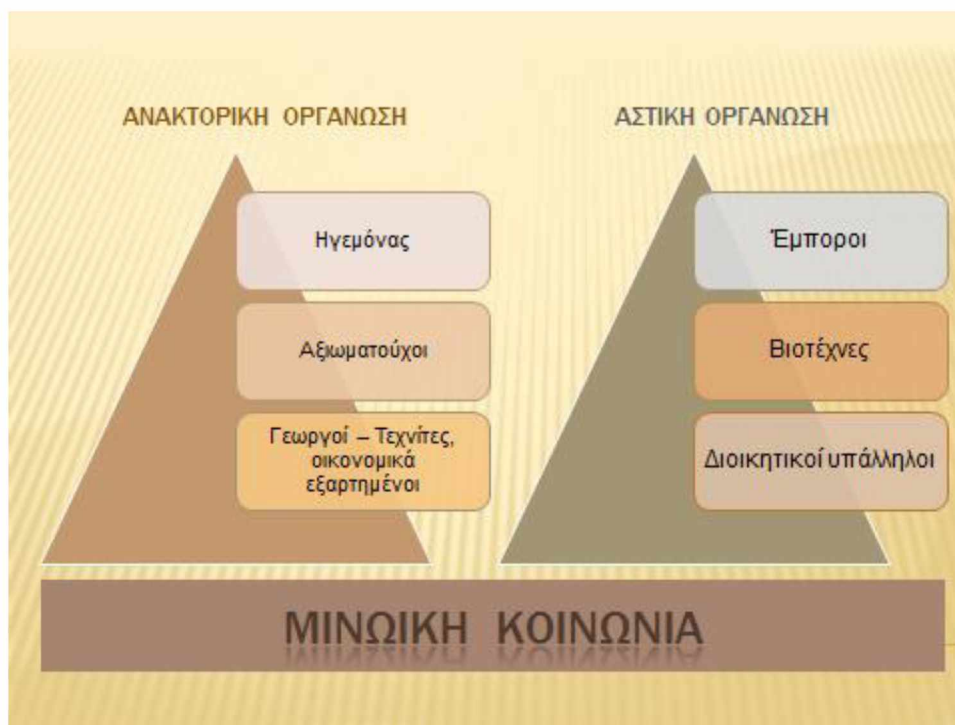 ΑΝΑΚΤΟΡΙΚΗ ΟΡΓΑΝΩΣΗ
Ηγεμόνας
Αξιωματούχοι
Γεωργοί – Τεχνίτες,
οικονομικά
εξαρτημένοι
ΑΣΤΙΚΗ ΟΡΓΑΝΩΣΗ
Έμποροι
Βιοτέχνες
Διοικητικοί υπάλληλοι
ΜΙΝΩΙΚΗ ΚΟΙΝΩΝΙΑ